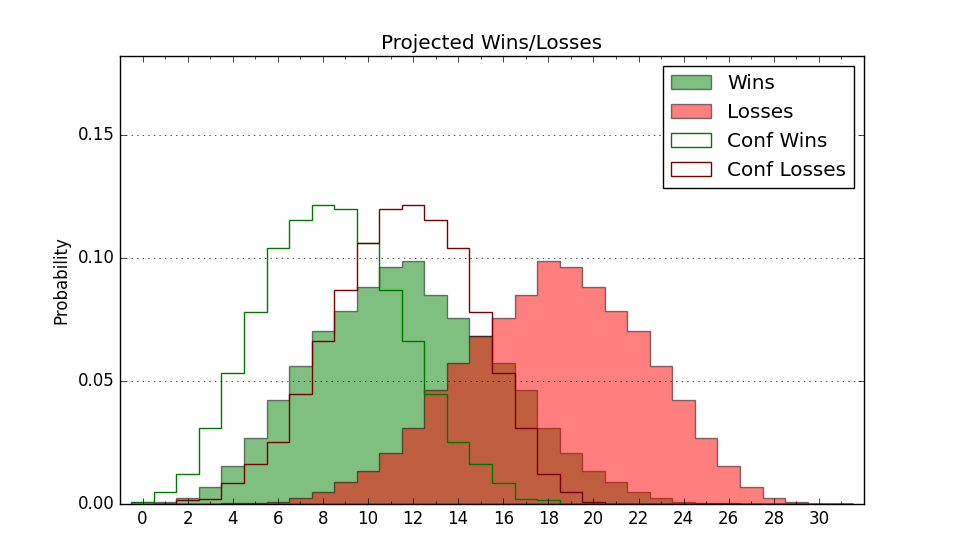 Projected Wins/Losses
Wins
Losses
Conf Wins
Conf Losses
Probability
0.15
0.10
0.05
0.00
0 2 4 6 8 10 12 14 16 18 20 22 24 26 28 30